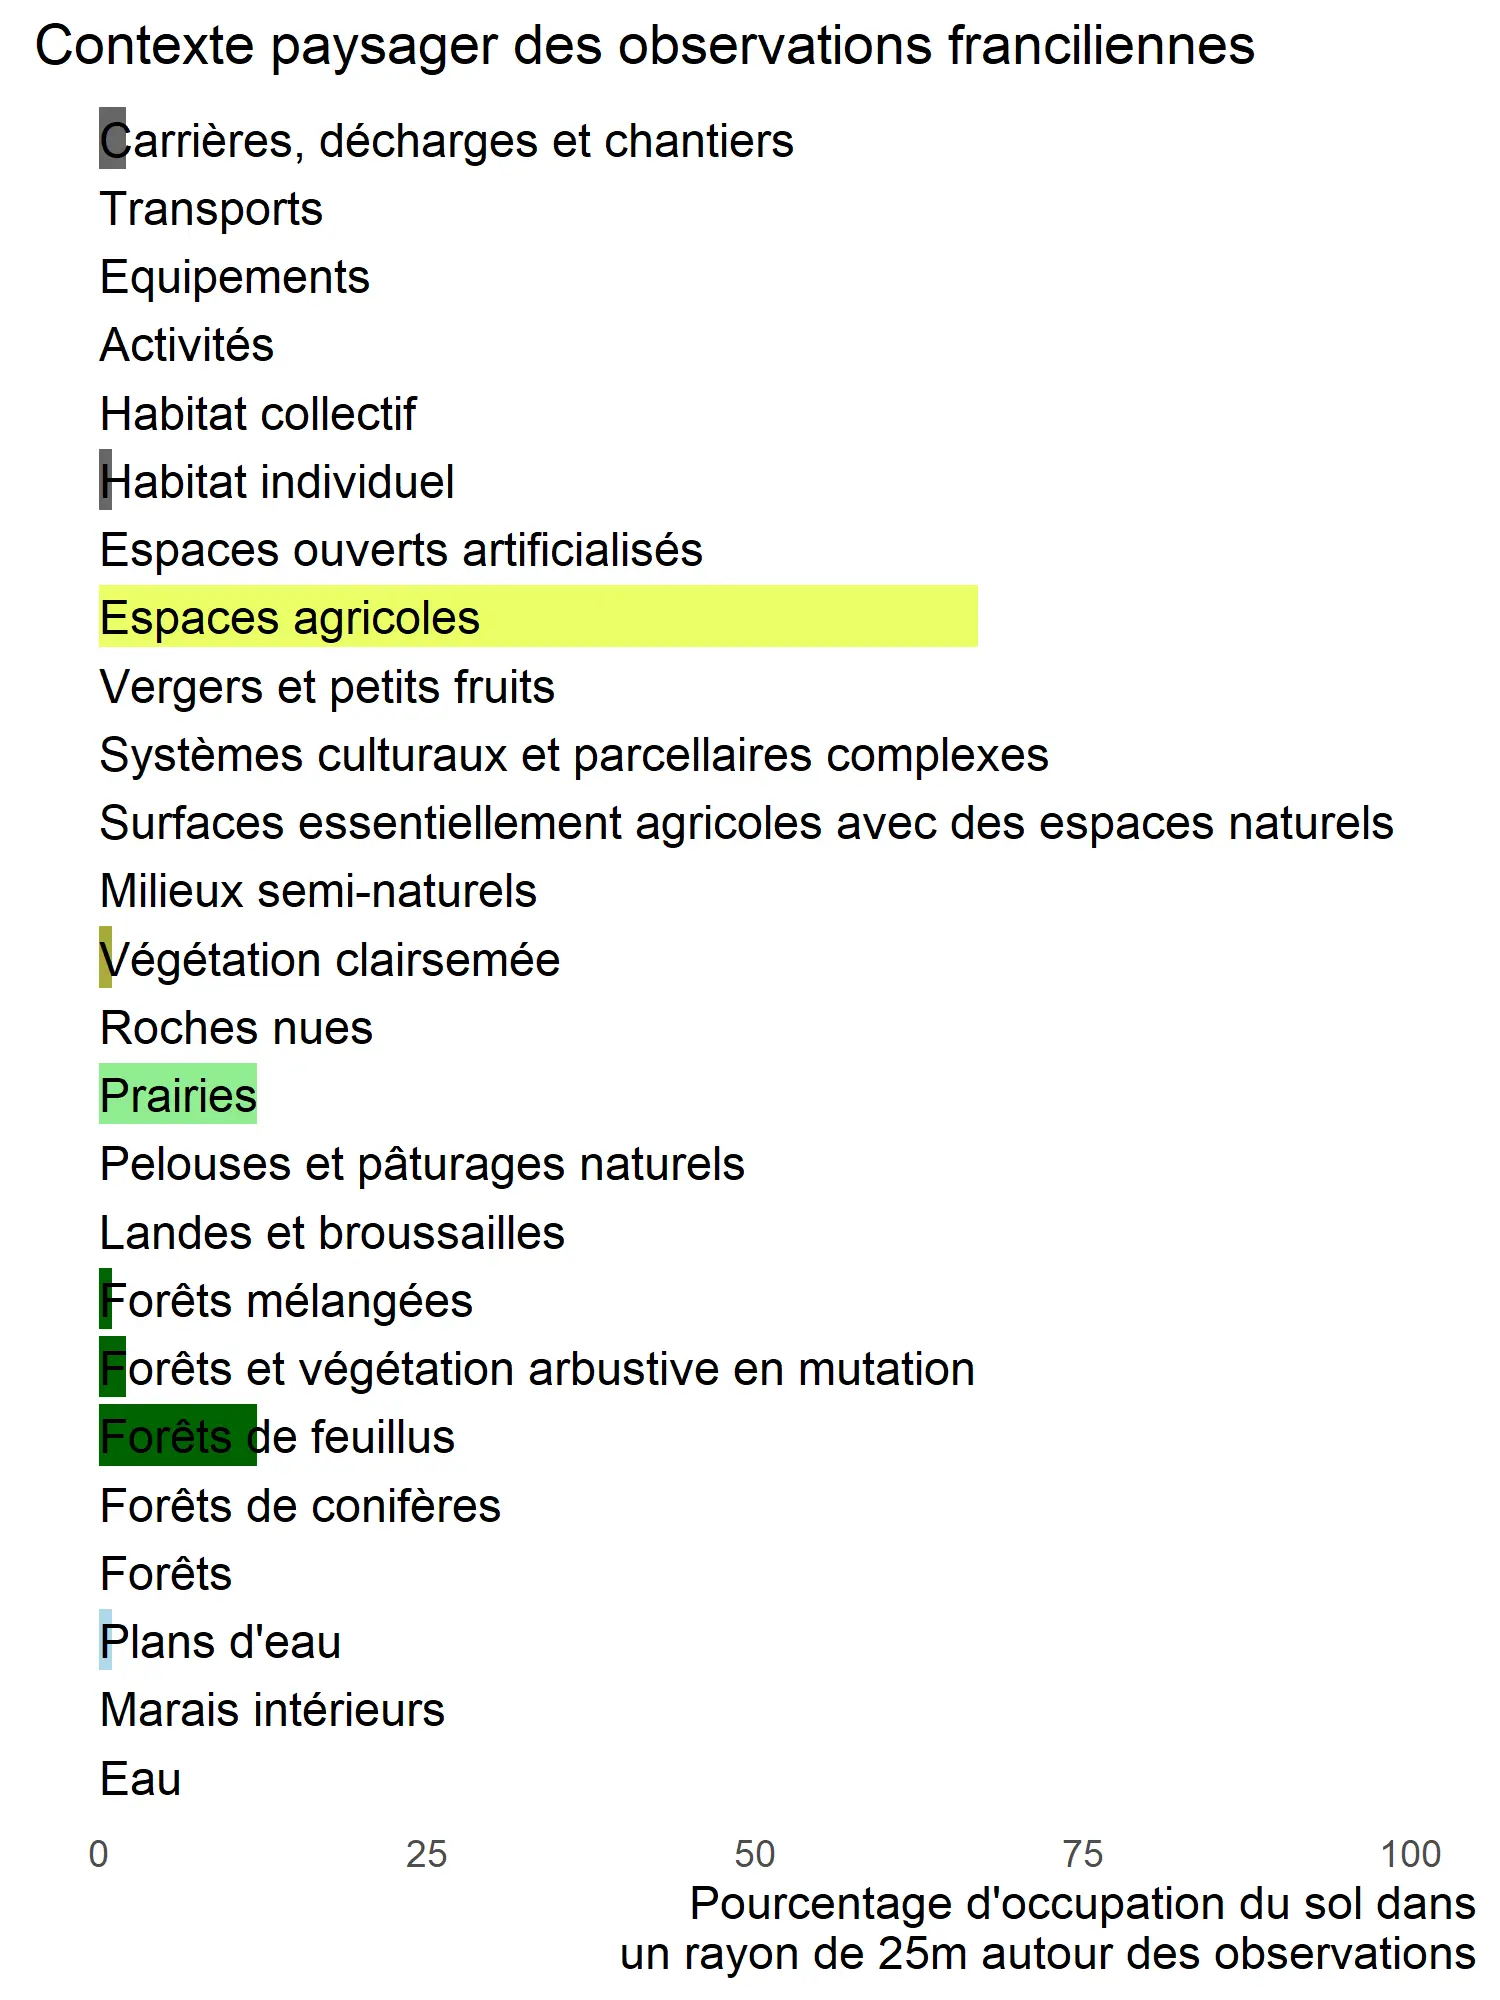 Contexte paysager des observations franciliennes
Carrières, décharges et chantiers
Transports
Equipements
Activités
Habitat collectif
Habitat individuel
Espaces ouverts artificialisés
Espaces agricoles
Vergers et petits fruits
Systèmes culturaux et parcellaires complexes
Surfaces essentiellement agricoles avec des espaces naturels
Milieux semi-naturels
Végétation clairsemée
Roches nues
Prairies
Pelouses et pâturages naturels
Landes et broussailles
Forêts mélangées
Forêts et végétation arbustive en mutation
Forêts de feuillus
Forêts de conifères
Forêts
Plans d'eau
Marais intérieurs
Eau
0 25 50 75 100
Pourcentage d'occupation du sol dans
un rayon de 25m autour des observations